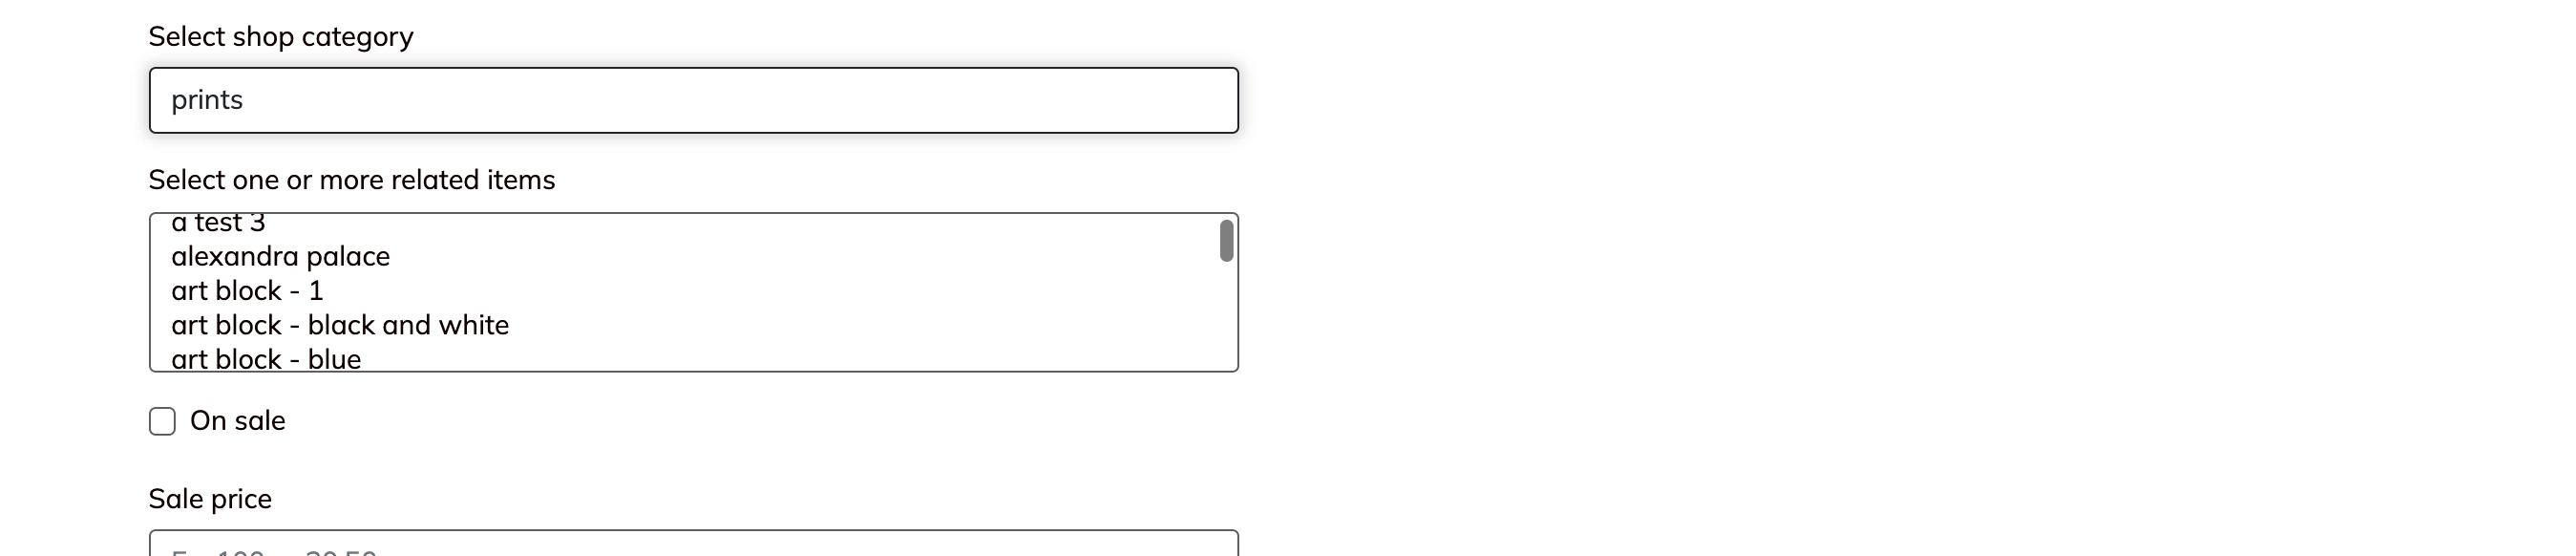 Select shop category
prints
Select one or more related items
a test 3
alexandra palace
art block - 1
art block - black and white
art block - blue
On sale
Sale price